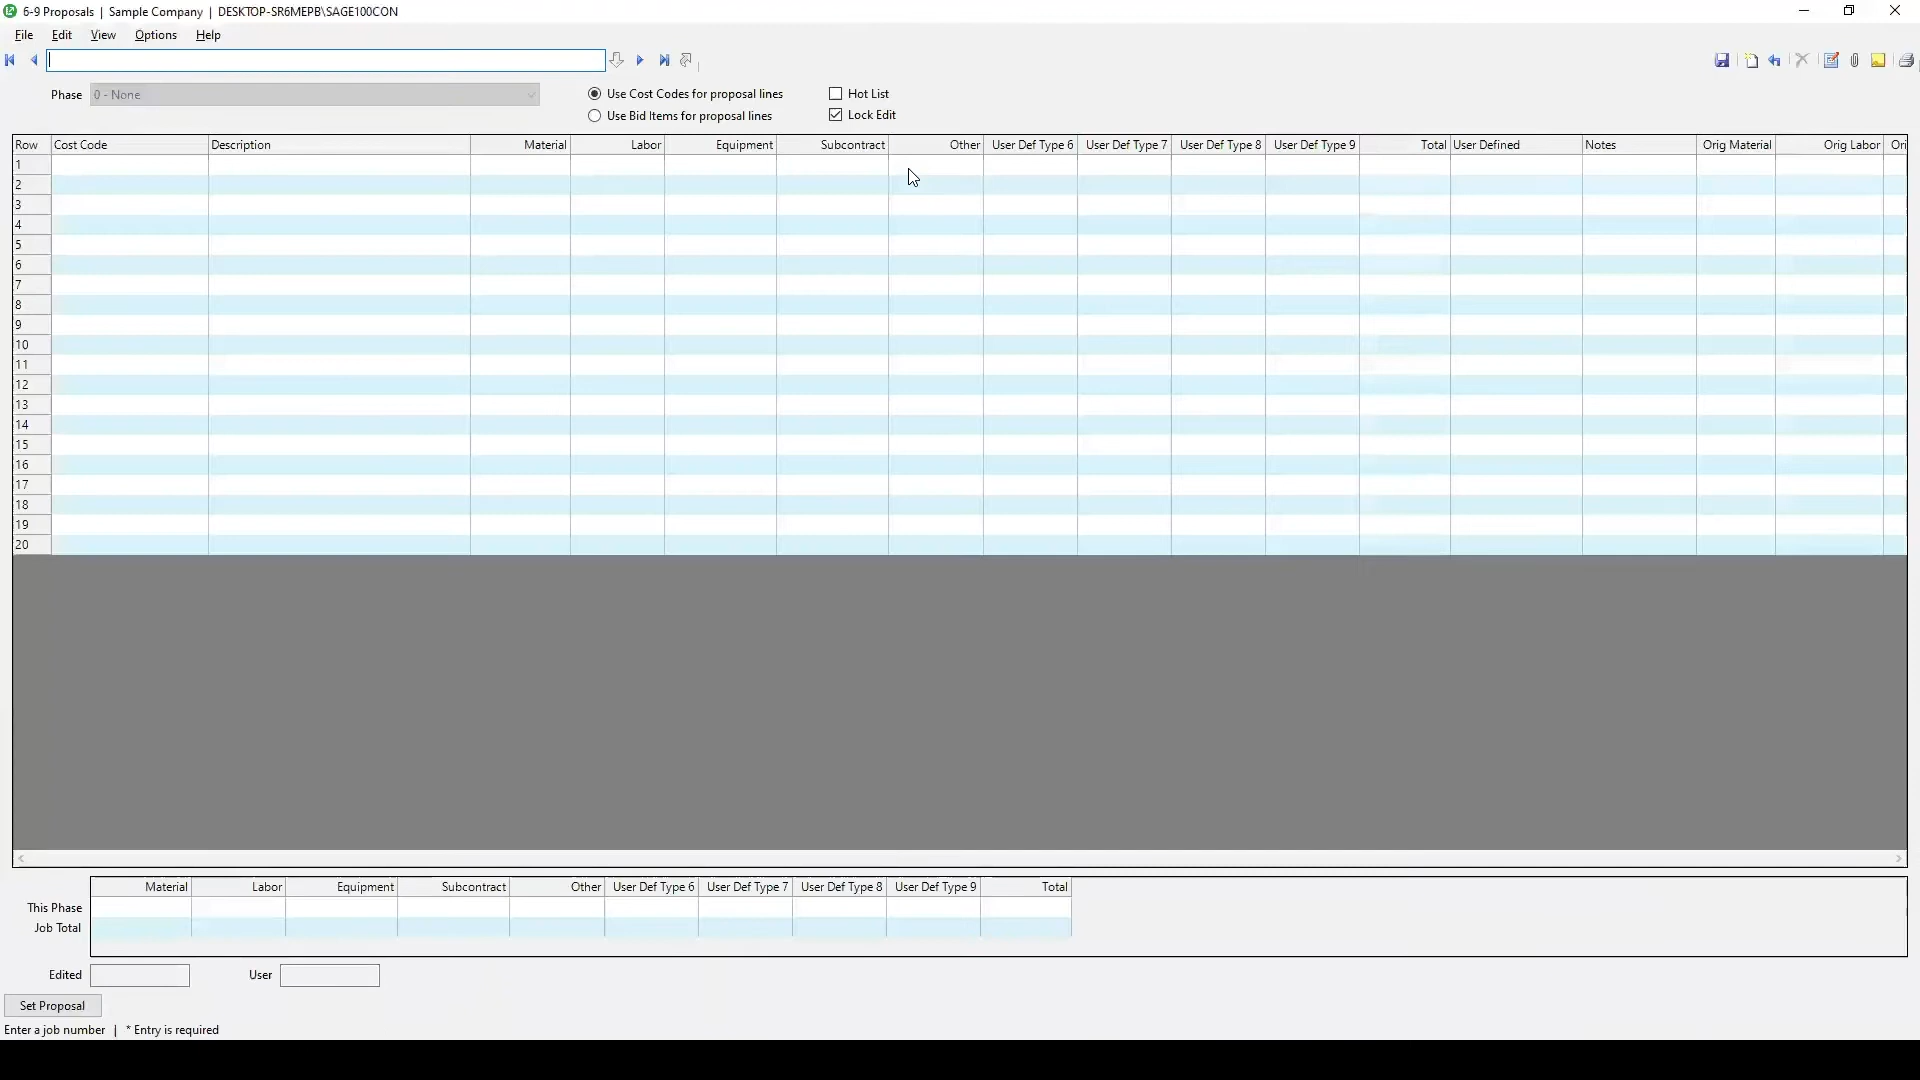 6-9 Proposals | Sample Company | DESKTOP-SR6MEPB\SAGE100CON
File Edit View Options Help
Phase 0 - None
Use Cost Codes for proposal lines
Hot List
Use Bid Items for proposal lines
Lock Edit
Row Cost Code Description Material Labor Equipment Subcontract Other User Def Type 6 User Def Type 7 User Def Type 8 User Def Type 9 Total User Defined Notes Orig Material Orig Labor Ori
1
2
3
4
5
6
7
8
9
10
11
12
13
14
15
16
17
18
19
20
Material Labor Equipment Subcontract Other User Def Type 6 User Def Type 7 User Def Type 8 User Def Type 9 Total
This Phase
Job Total
Edited User
Set Proposal
Enter a job number | * Entry is required